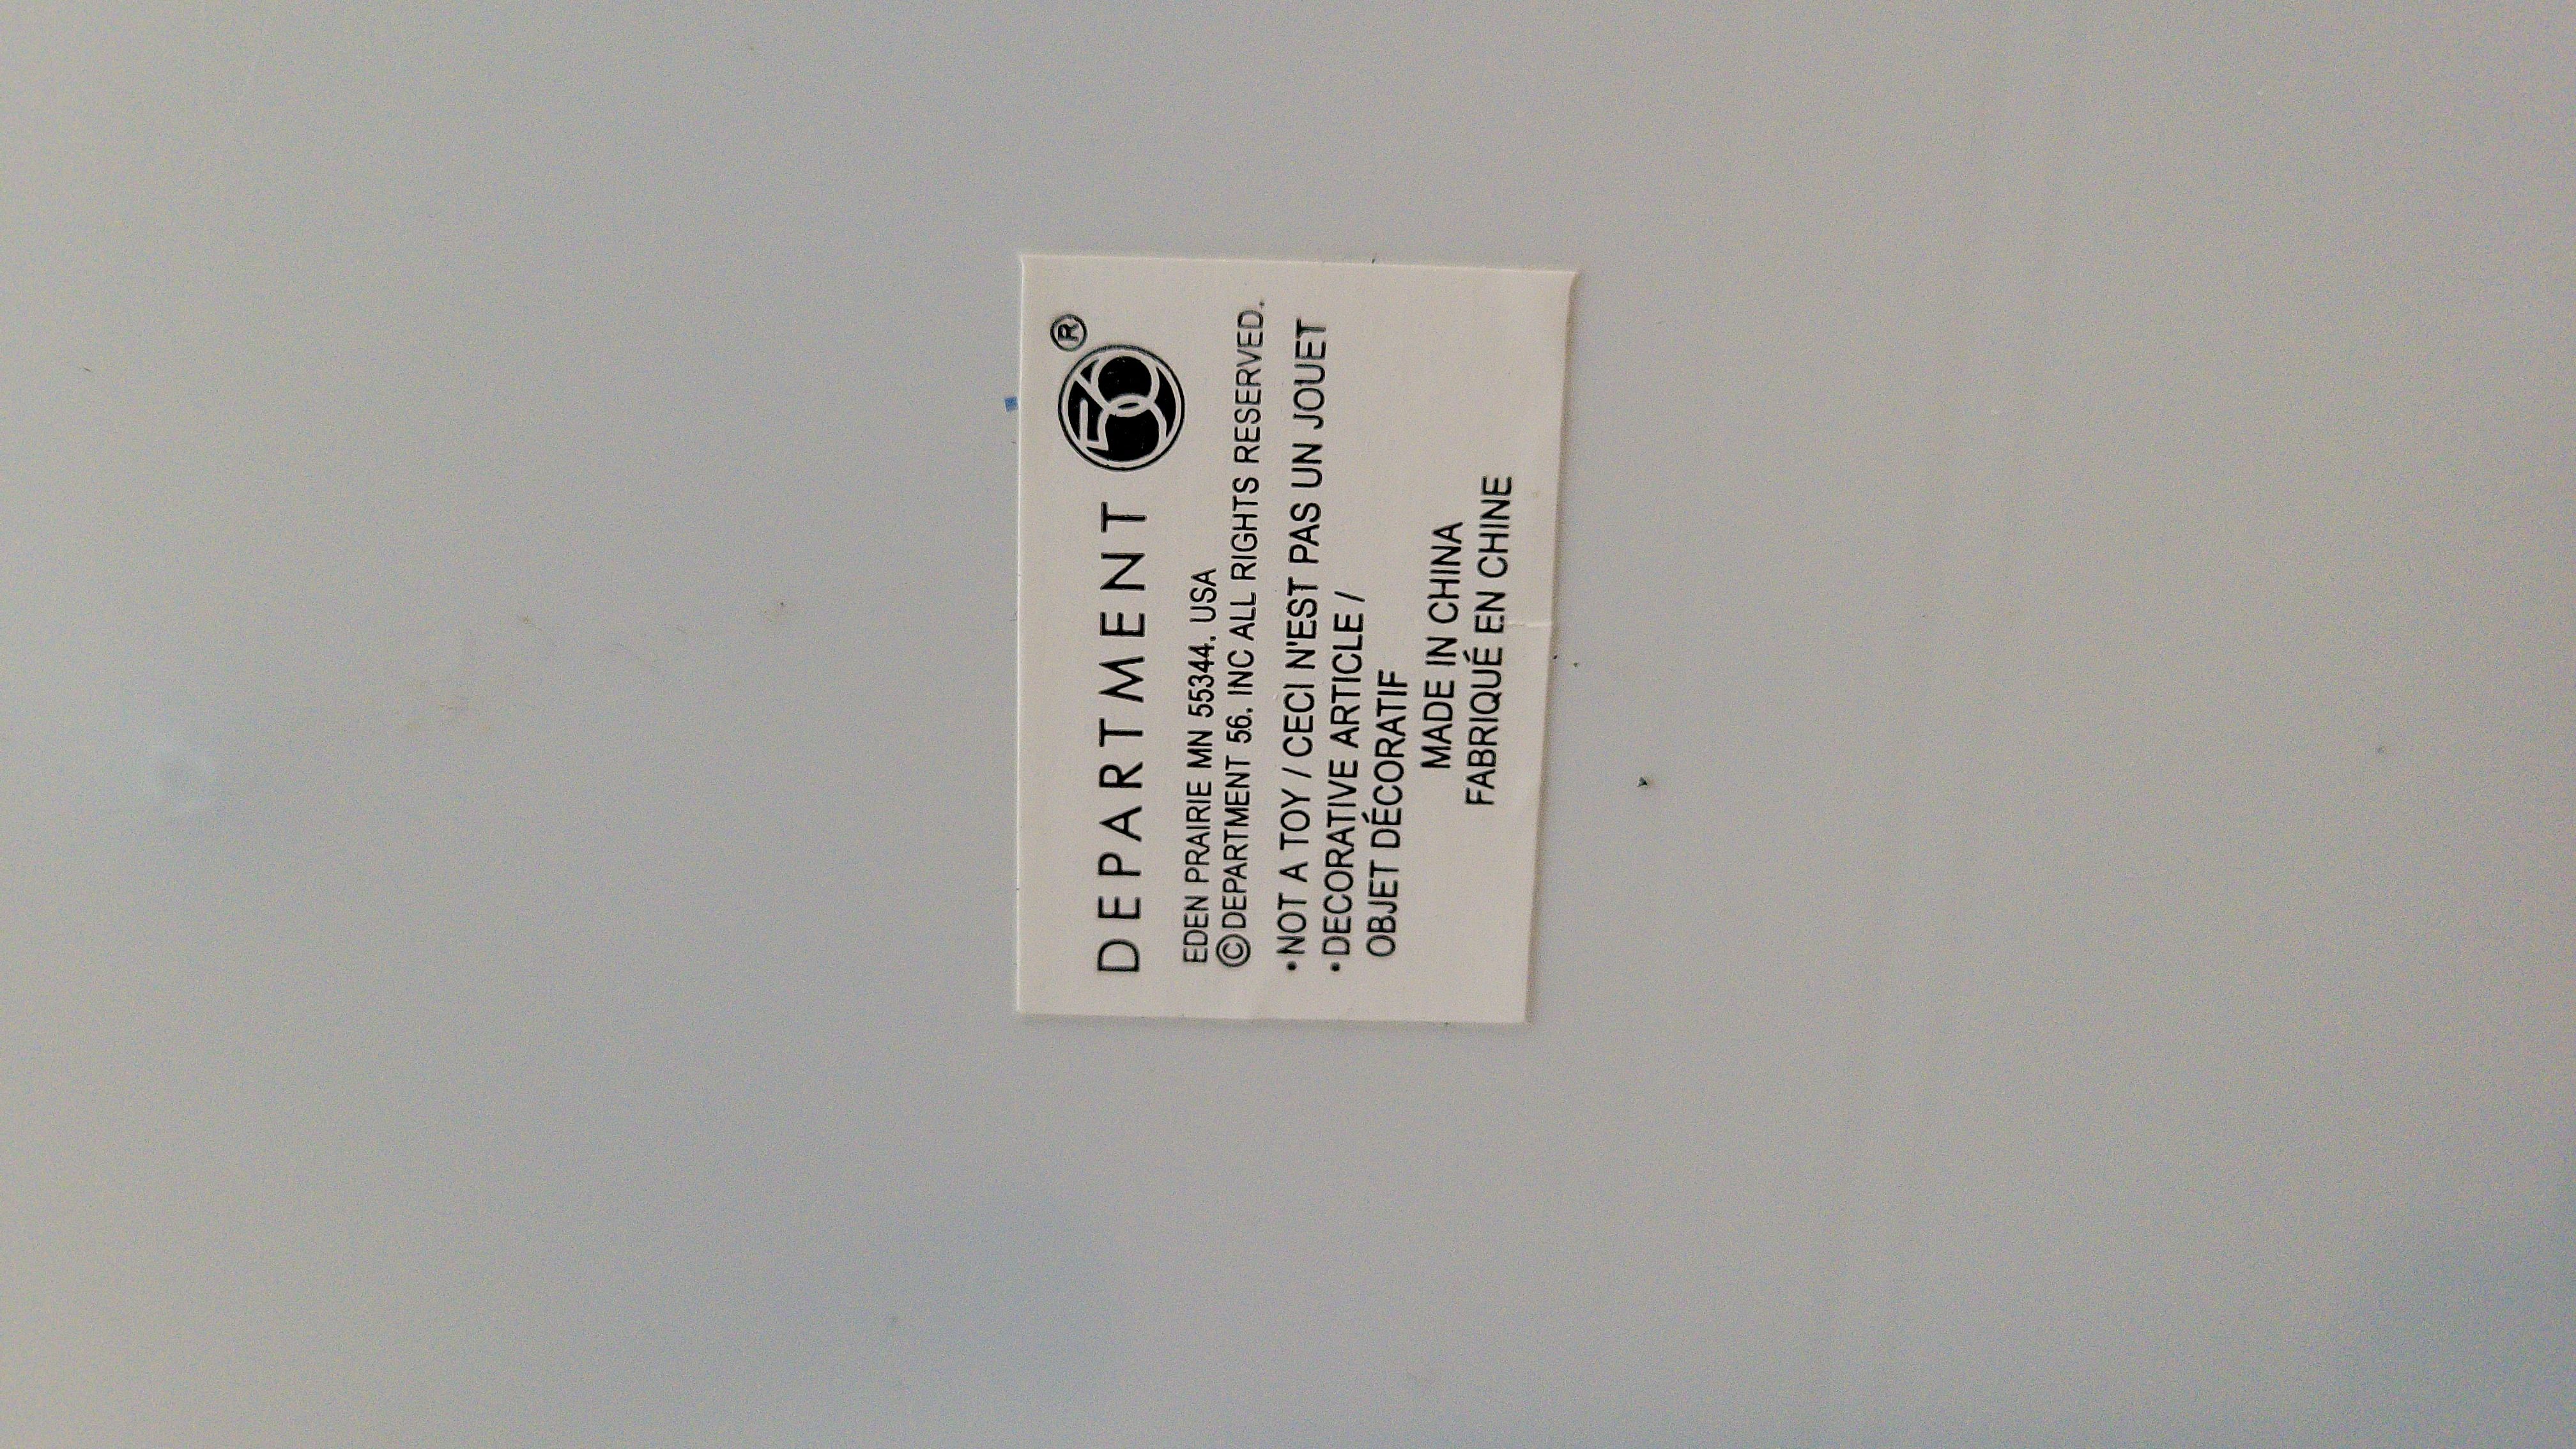 DEPARTMENT 56®
EDEN PRAIRIE MN 55344. USA
©DEPARTMENT 56. INC ALL RIGHTS RESERVED.
•NOT A TOY / CECI N'EST PAS UN JOUET
•DECORATIVE ARTICLE /
OBJET DÉCORATIF
MADE IN CHINA
FABRIQUÉ EN CHINE